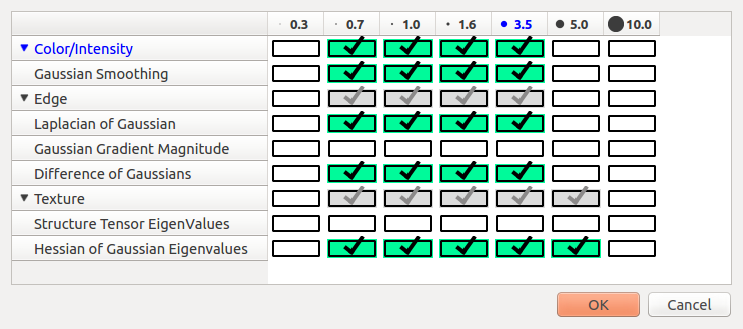 0.3 0.7 1.0 1.6 3.5 5.0 10.0
Color/Intensity
Gaussian Smoothing
Edge
Laplacian of Gaussian
Gaussian Gradient Magnitude
Difference of Gaussians
Texture
Structure Tensor EigenValues
Hessian of Gaussian Eigenvalues
OK Cancel